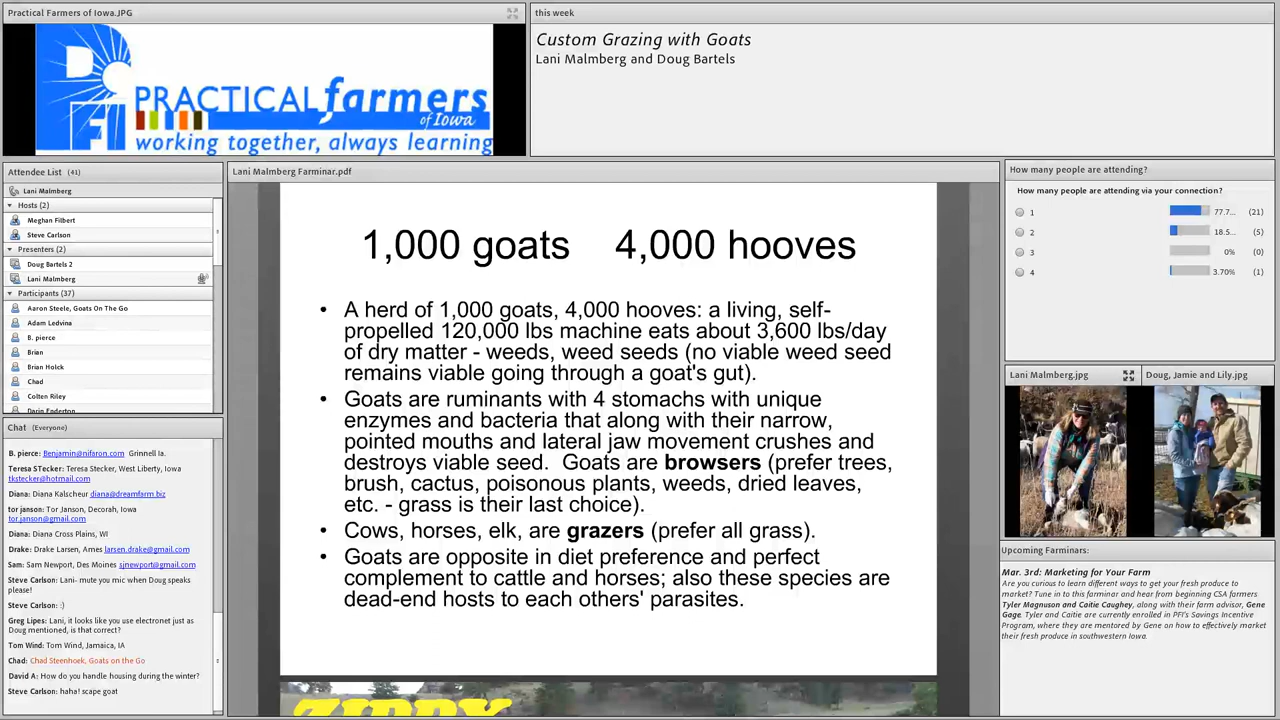 Practical Farmers of Iowa.JPG
PFI
PRACTICAL farmers
of Iowa
working together, always learning
this week
Custom Grazing with Goats
Lani Malmberg and Doug Bartels
Attendee List (41)
Lani Malmberg
Hosts (2)
Meghan Filbert
Steve Carlson
Presenters (2)
Doug Bartels 2
Lani Malmberg
Participants (37)
Aaron Steele, Goats On The Go
Adam Ledvina
B. pierce
Brian
Brian Holck
Chad
Colten Riley
Darin Enderton
Chat (Everyone)
B. pierce: Benjamin@nifaron.com Grinnell Ia.
Teresa STecker: Teresa Stecker, West Liberty, Iowa
tkstecker@hotmail.com
Diana: Diana Kalscheur diana@dreamfarm.biz
tor janson: Tor Janson, Decorah, Iowa
tor.janson@gmail.com
Diana: Diana Cross Plains, WI
Drake: Drake Larsen, Ames larsen.drake@gmail.com
Sam: Sam Newport, Des Moines sjnewport@gmail.com
Steve Carlson: Lani- mute you mic when Doug speaks
please!
Steve Carlson: :)
Greg Lipes: Lani, it looks like you use electronet just as
Doug mentioned, is that correct?
Tom Wind: Tom Wind, Jamaica, IA
Chad: Chad Steenhoek, Goats on the Go
David A: How do you handle housing during the winter?
Steve Carlson: haha! scape goat
Lani Malmberg Farminar.pdf
1,000 goats 4,000 hooves
• A herd of 1,000 goats, 4,000 hooves: a living, self-
propelled 120,000 lbs machine eats about 3,600 lbs/day
of dry matter - weeds, weed seeds (no viable weed seed
remains viable going through a goat's gut).
• Goats are ruminants with 4 stomachs with unique
enzymes and bacteria that along with their narrow,
pointed mouths and lateral jaw movement crushes and
destroys viable seed. Goats are browsers (prefer trees,
brush, cactus, poisonous plants, weeds, dried leaves,
etc. - grass is their last choice).
• Cows, horses, elk, are grazers (prefer all grass).
• Goats are opposite in diet preference and perfect
complement to cattle and horses; also these species are
dead-end hosts to each others' parasites.
ZIPPY
How many people are attending?
How many people are attending via your connection?
1 77.7... (21)
2 18.5... (5)
3 0% (0)
4 3.70% (1)
Lani Malmberg.jpg
Doug, Jamie and Lily.jpg
Upcoming Farminars:
Mar. 3rd: Marketing for Your Farm
Are you curious to learn different ways to get your fresh produce to
market? Tune in to this farminar and hear from beginning CSA farmers
Tyler Magnuson and Caitie Caughey, along with their farm advisor, Gene
Gage. Tyler and Caitie are currently enrolled in PFI's Savings Incentive
Program, where they are mentored by Gene on how to effectively market
their fresh produce in southwestern Iowa.